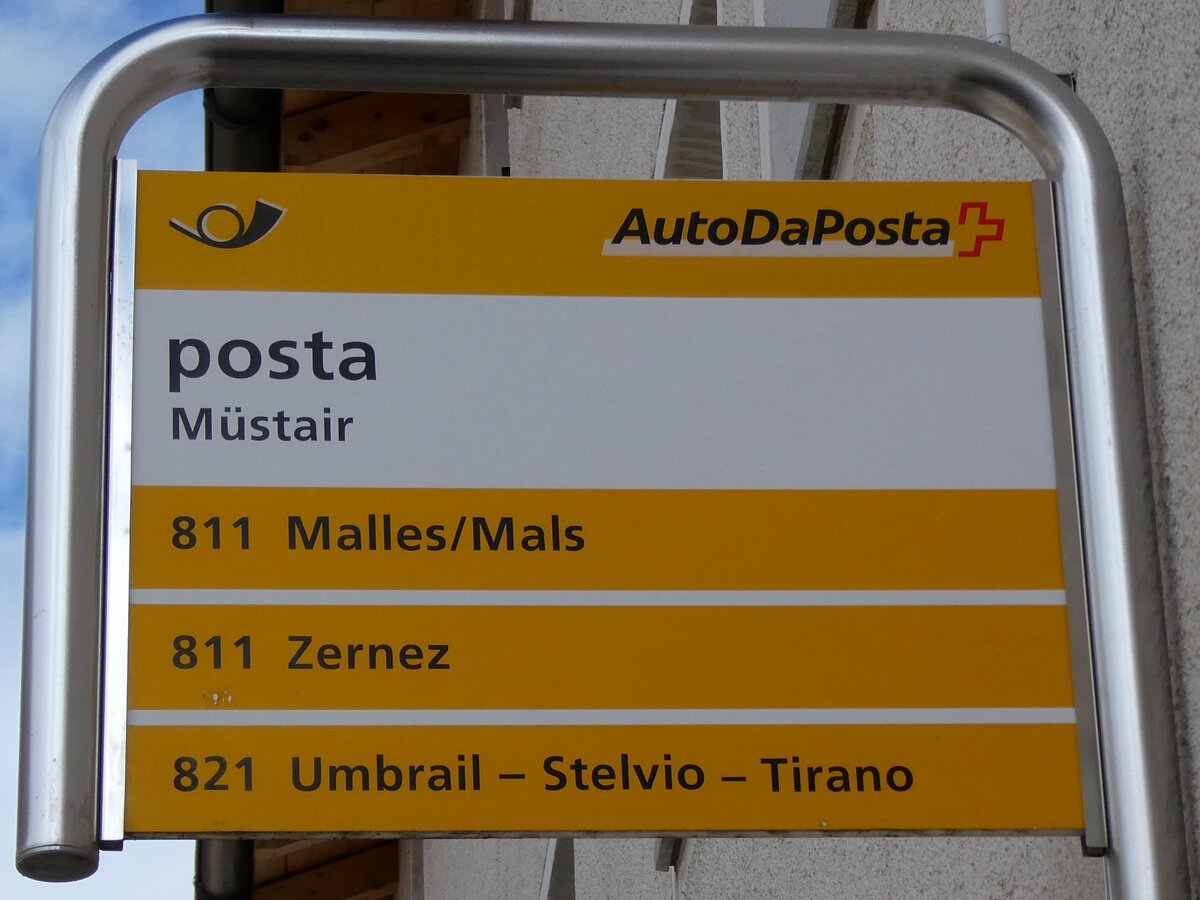 AutoDaPosta
posta
Müstair
811 Malles/Mals
811 Zernez
821 Umbrail – Stelvio – Tirano